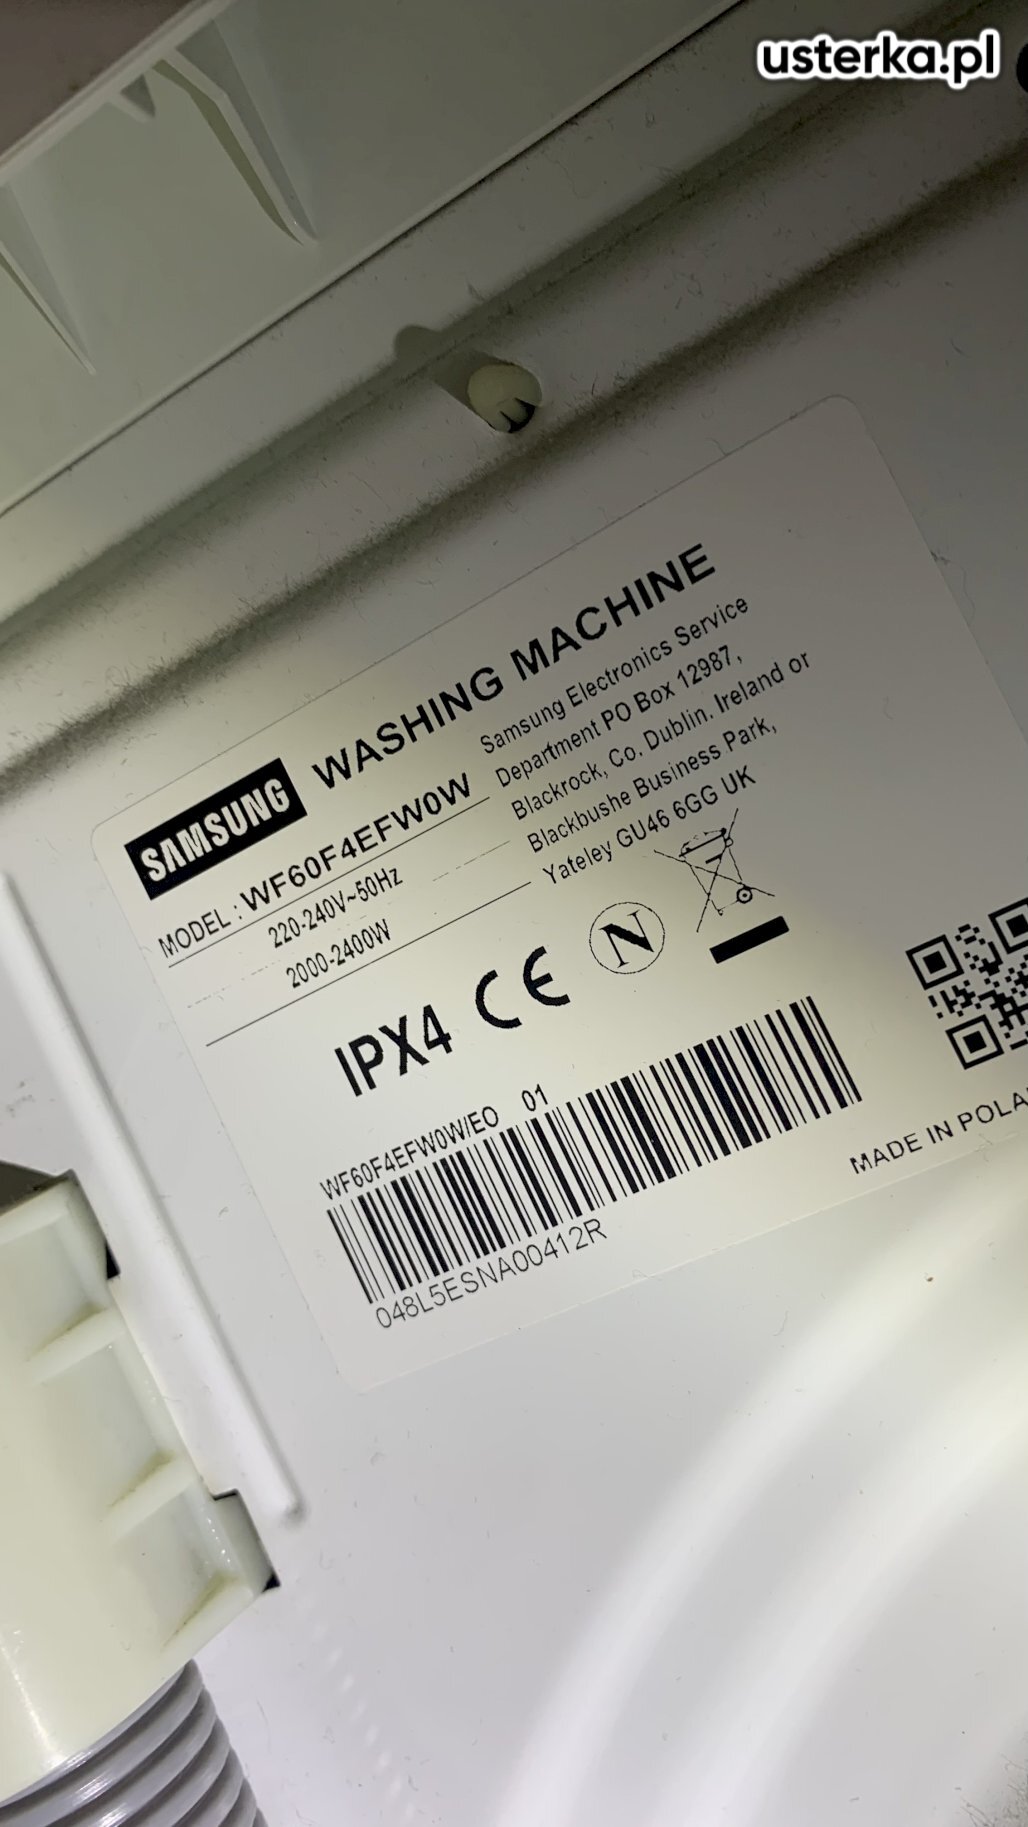 usterka.pl
SAMSUNG WASHING MACHINE
MODEL : WF60F4EFW0W
220-240V~50Hz
2000-2400W
Samsung Electronics Service
Department PO Box 12987,
Blackrock, Co. Dublin. Ireland or
Blackbushe Business Park,
Yateley GU46 6GG UK
IPX4 CE N
WF60F4EFW0W/EO 01
048L5ESNA00412R
MADE IN POLA